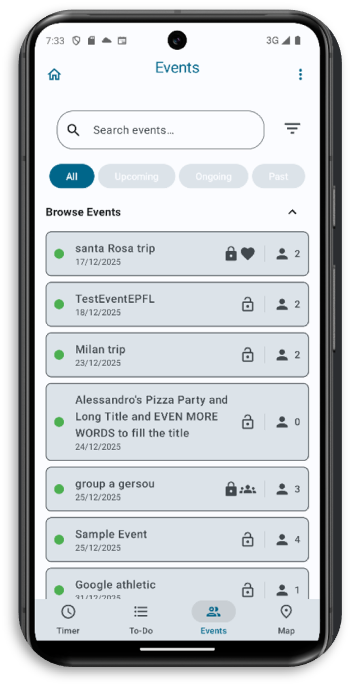 7:33 3G
Events
Search events...
All Upcoming Ongoing Past
Browse Events
santa Rosa trip
17/12/2025
2
TestEventEPFL
18/12/2025
2
Milan trip
23/12/2025
2
Alessandro's Pizza Party and
Long Title and EVEN MORE
WORDS to fill the title
24/12/2025
0
group a gersou
25/12/2025
3
Sample Event
25/12/2025
4
Google athletic
31/12/2025
1
Timer To-Do Events Map